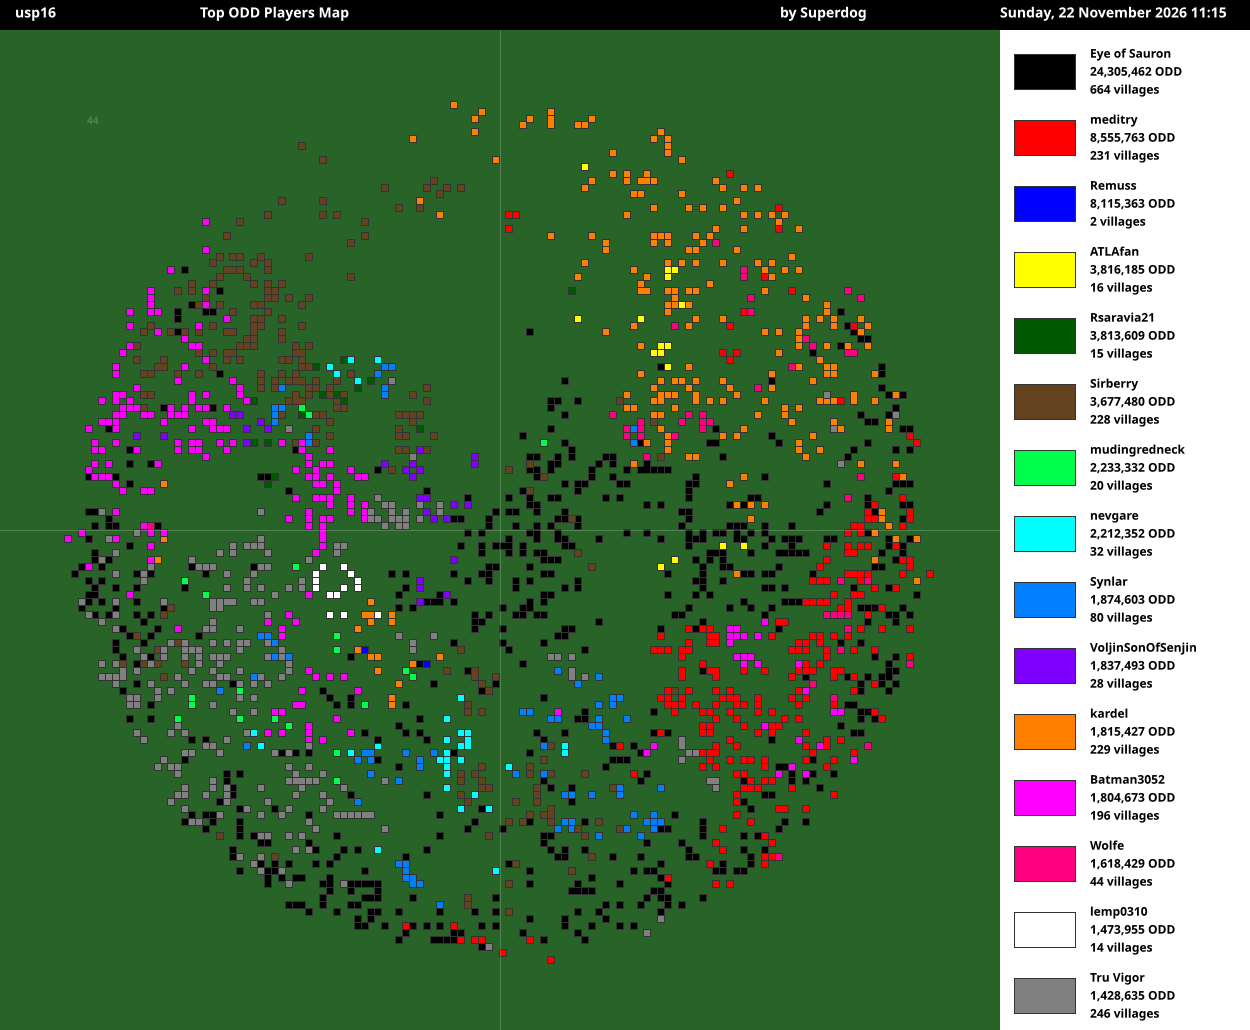 usp16 Top ODD Players Map by Superdog Sunday, 22 November 2026 11:15
44
Eye of Sauron
24,305,462 ODD
664 villages
meditry
8,555,763 ODD
231 villages
Remuss
8,115,363 ODD
2 villages
ATLAfan
3,816,185 ODD
16 villages
Rsaravia21
3,813,609 ODD
15 villages
Sirberry
3,677,480 ODD
228 villages
mudingredneck
2,233,332 ODD
20 villages
nevgare
2,212,352 ODD
32 villages
Synlar
1,874,603 ODD
80 villages
VoljinSonOfSenjin
1,837,493 ODD
28 villages
kardel
1,815,427 ODD
229 villages
Batman3052
1,804,673 ODD
196 villages
Wolfe
1,618,429 ODD
44 villages
lemp0310
1,473,955 ODD
14 villages
Tru Vigor
1,428,635 ODD
246 villages